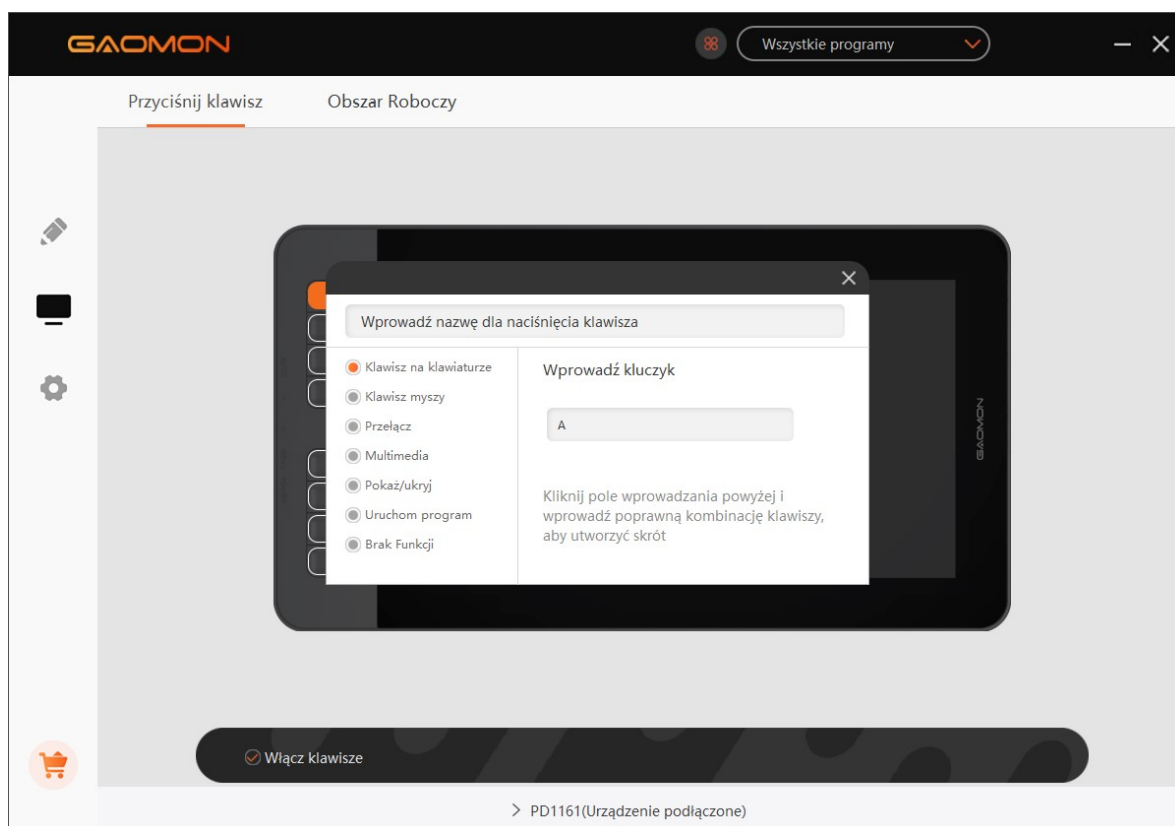 GAOMON
Wszystkie programy
Przyciśnij klawisz
Obszar Roboczy
Wprowadź nazwę dla naciśnięcia klawisza
Klawisz na klawiaturze
Klawisz myszy
Przełącz
Multimedia
Pokaż/ukryj
Uruchom program
Brak Funkcji
Wprowadź kluczyk
A
Kliknij pole wprowadzania powyżej i
wprowadź poprawną kombinację klawiszy,
aby utworzyć skrót
GAOMON
Włącz klawisze
PD1161(Urządzenie podłączone)